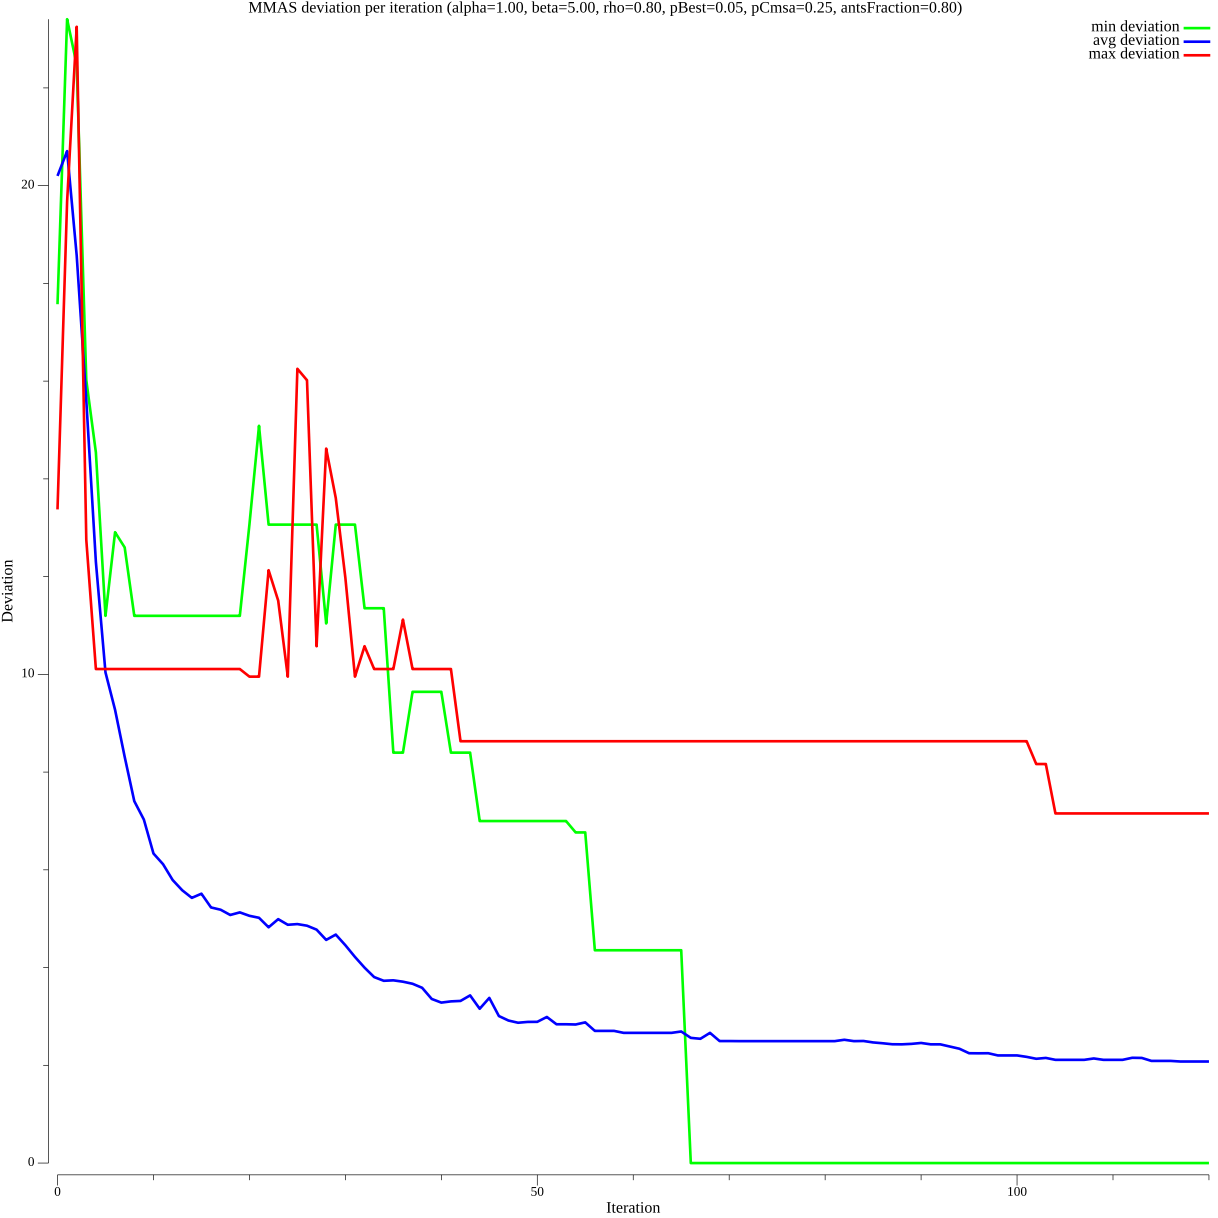 MMAS deviation per iteration (alpha=1.00, beta=5.00, rho=0.80, pBest=0.05, pCmsa=0.25, antsFraction=0.80)
min deviation
avg deviation
max deviation
20
10
0
Deviation
0
50
100
Iteration